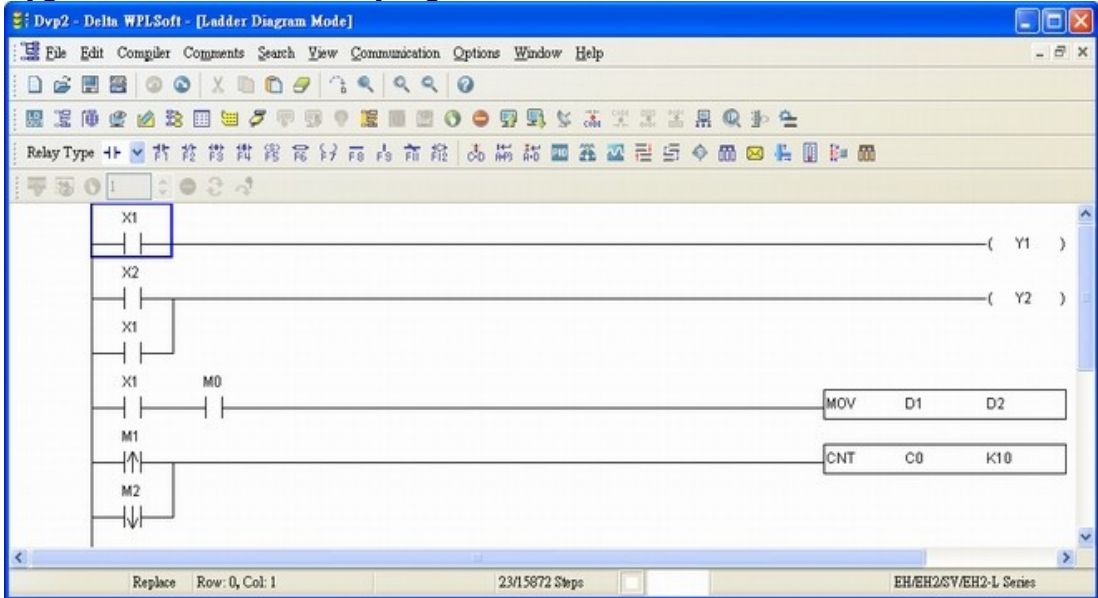 Dvp2 - Delta WPLSoft - [Ladder Diagram Mode]
File Edit Compiler Comments Search View Communication Options Window Help
Relay Type
1
X1
Y1
X2
Y2
X1
X1 M0
MOV D1 D2
M1
CNT C0 K10
M2
Replace Row: 0, Col: 1 23/15872 Steps EH/EH2/SV/EH2-L Series